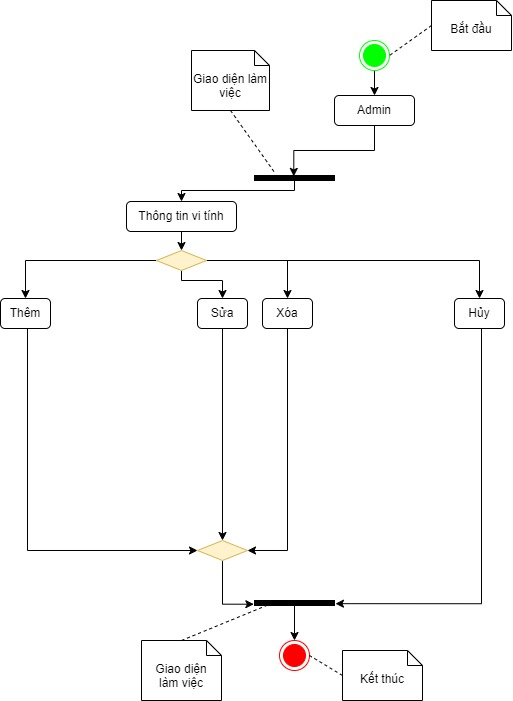 Bắt đầu
Giao diện làm
việc
Admin
Thông tin vi tính
Thêm
Sửa
Xóa
Hủy
Giao diện
làm việc
Kết thúc